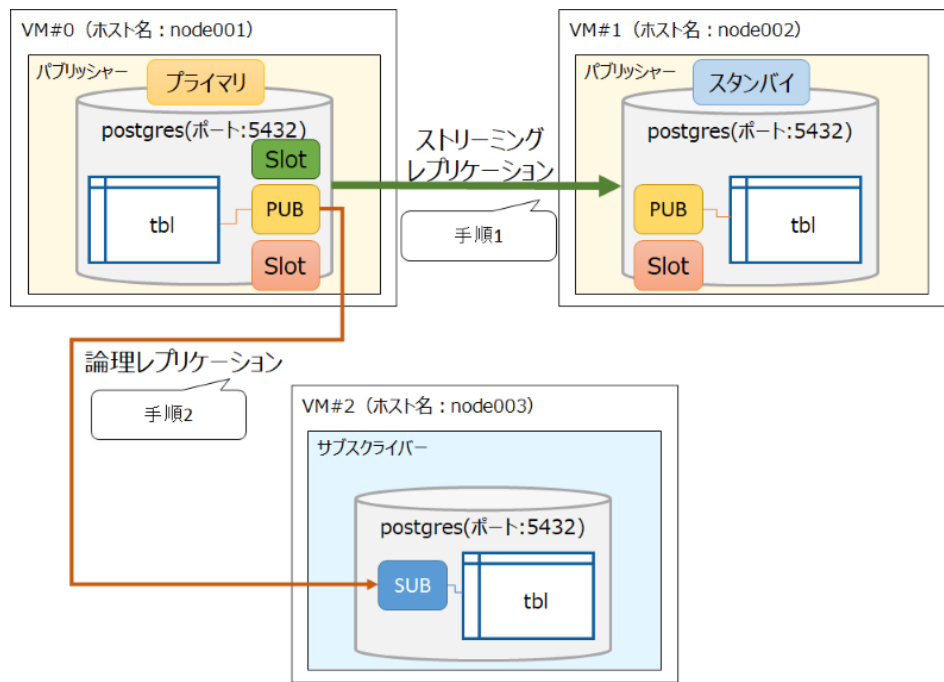 VM#0（ホスト名：node001）
パブリッシャー
プライマリ
postgres(ポート:5432)
Slot
PUB
tbl
Slot
ストリーミング
レプリケーション
手順1
VM#1（ホスト名：node002）
パブリッシャー
スタンバイ
postgres(ポート:5432)
PUB
tbl
Slot
論理レプリケーション
手順2
VM#2（ホスト名：node003）
サブスクライバー
postgres(ポート:5432)
SUB
tbl